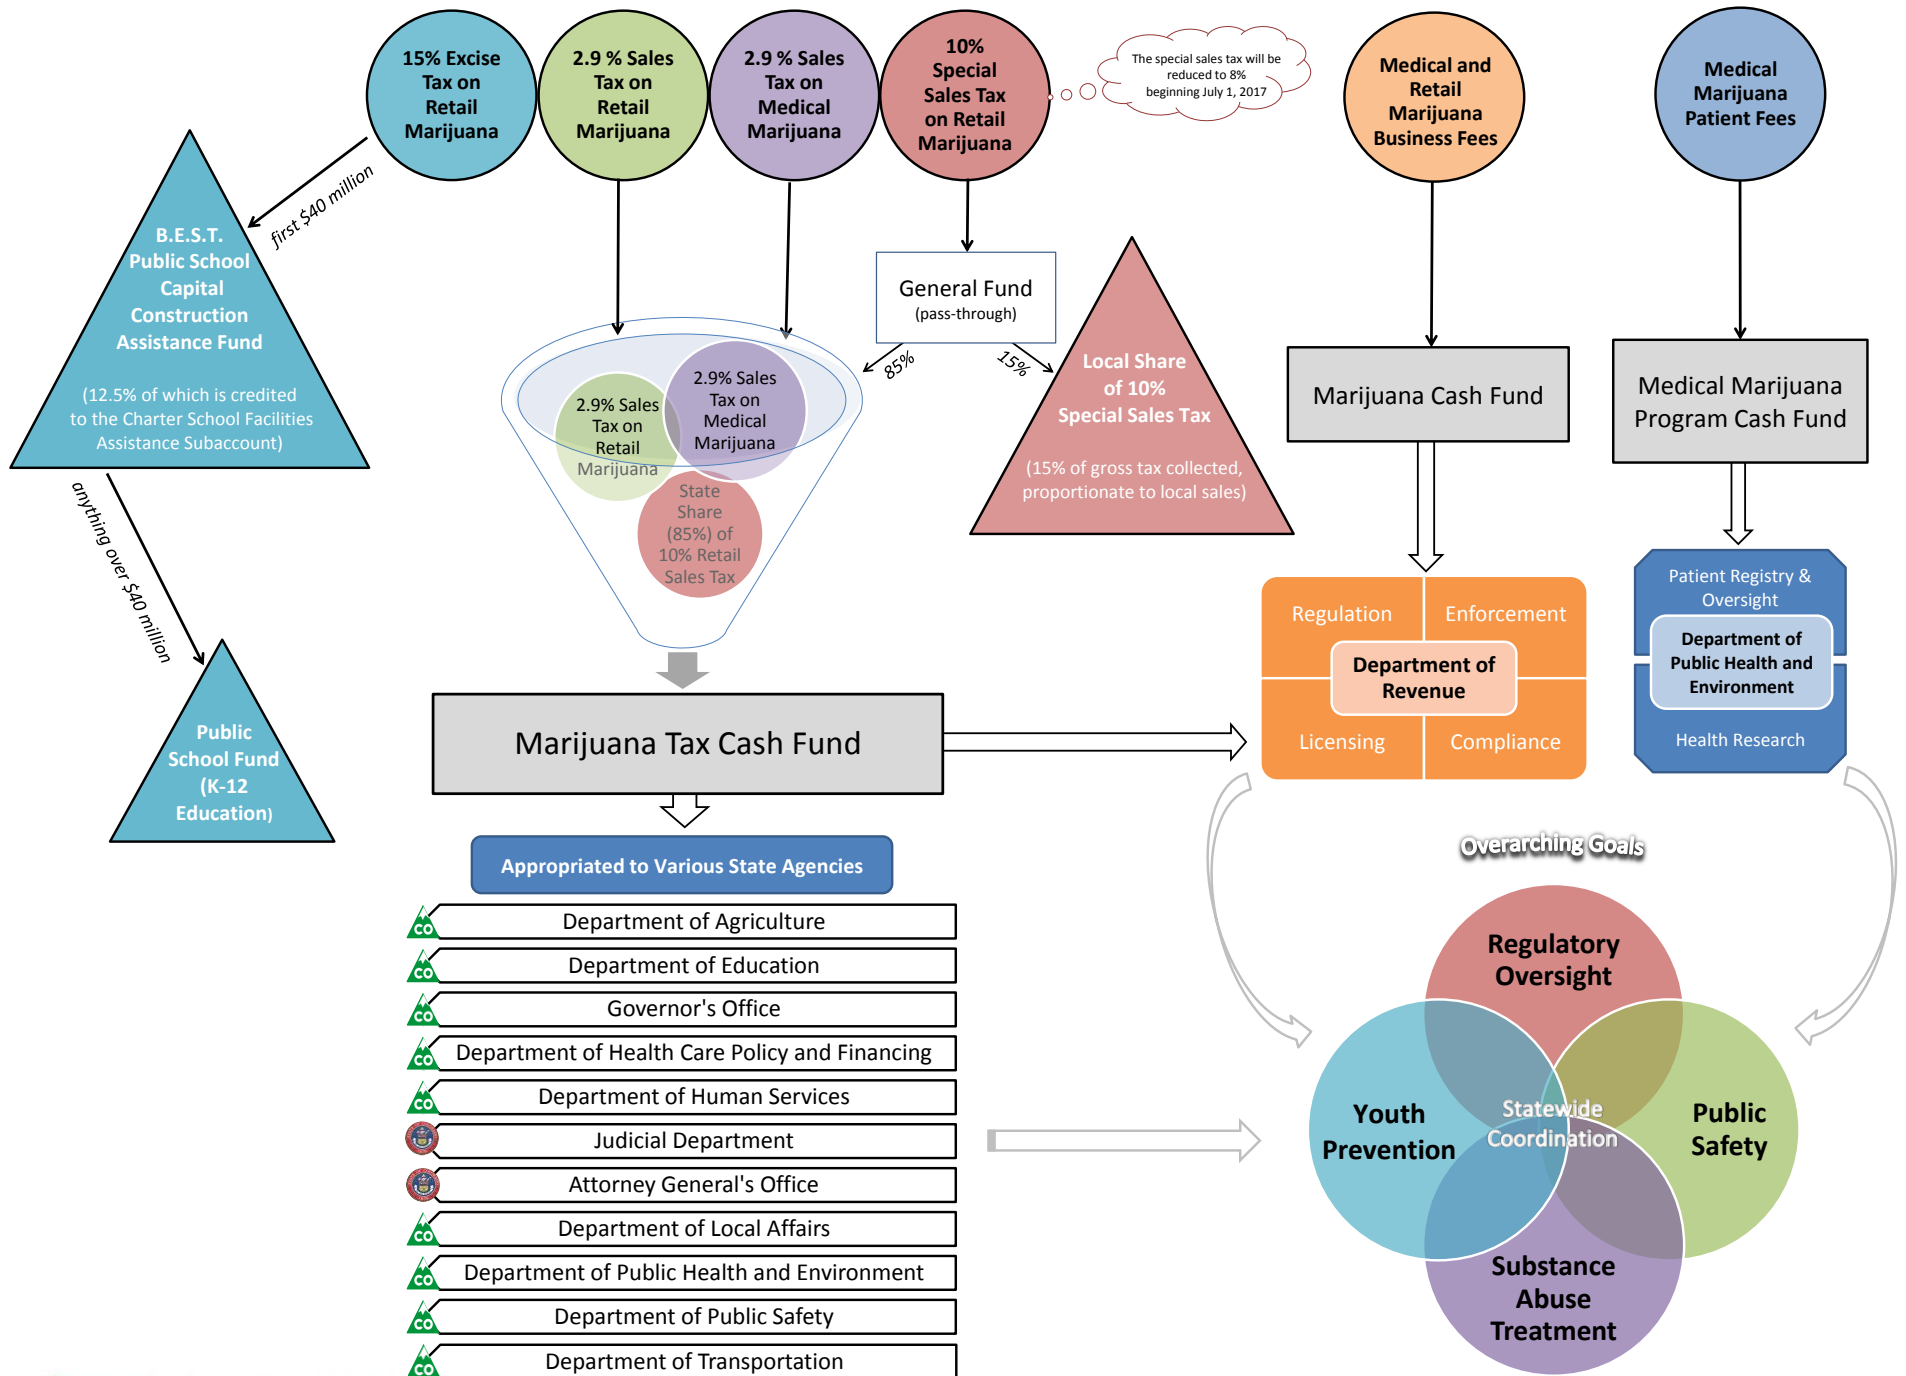 15% Excise
Tax on
Retail
Marijuana
2.9 % Sales
Tax on
Retail
Marijuana
2.9 % Sales
Tax on
Medical
Marijuana
10%
Special
Sales Tax
on Retail
Marijuana
The special sales tax will be
reduced to 8%
beginning July 1, 2017
Medical and
Retail
Marijuana
Business Fees
Medical
Marijuana
Patient Fees
first $40 million
B.E.S.T.
Public School
Capital
Construction
Assistance Fund
(12.5% of which is credited
to the Charter School Facilities
Assistance Subaccount)
anything over $40 million
Public
School Fund
(K-12
Education)
General Fund
(pass-through)
85%
15%
2.9% Sales
Tax on
Retail
Marijuana
2.9% Sales
Tax on
Medical
Marijuana
State
Share
(85%) of
10% Retail
Sales Tax
Local Share
of 10%
Special Sales Tax
(15% of gross tax collected,
proportionate to local sales)
Marijuana Cash Fund
Medical Marijuana
Program Cash Fund
Marijuana Tax Cash Fund
Regulation
Enforcement
Department of
Revenue
Licensing
Compliance
Patient Registry &
Oversight
Department of
Public Health and
Environment
Health Research
Appropriated to Various State Agencies
CO
Department of Agriculture
CO
Department of Education
CO
Governor's Office
CO
Department of Health Care Policy and Financing
CO
Department of Human Services
Judicial Department
Attorney General's Office
CO
Department of Local Affairs
CO
Department of Public Health and Environment
CO
Department of Public Safety
CO
Department of Transportation
Overarching Goals
Regulatory
Oversight
Youth
Prevention
Statewide
Coordination
Public
Safety
Substance
Abuse
Treatment